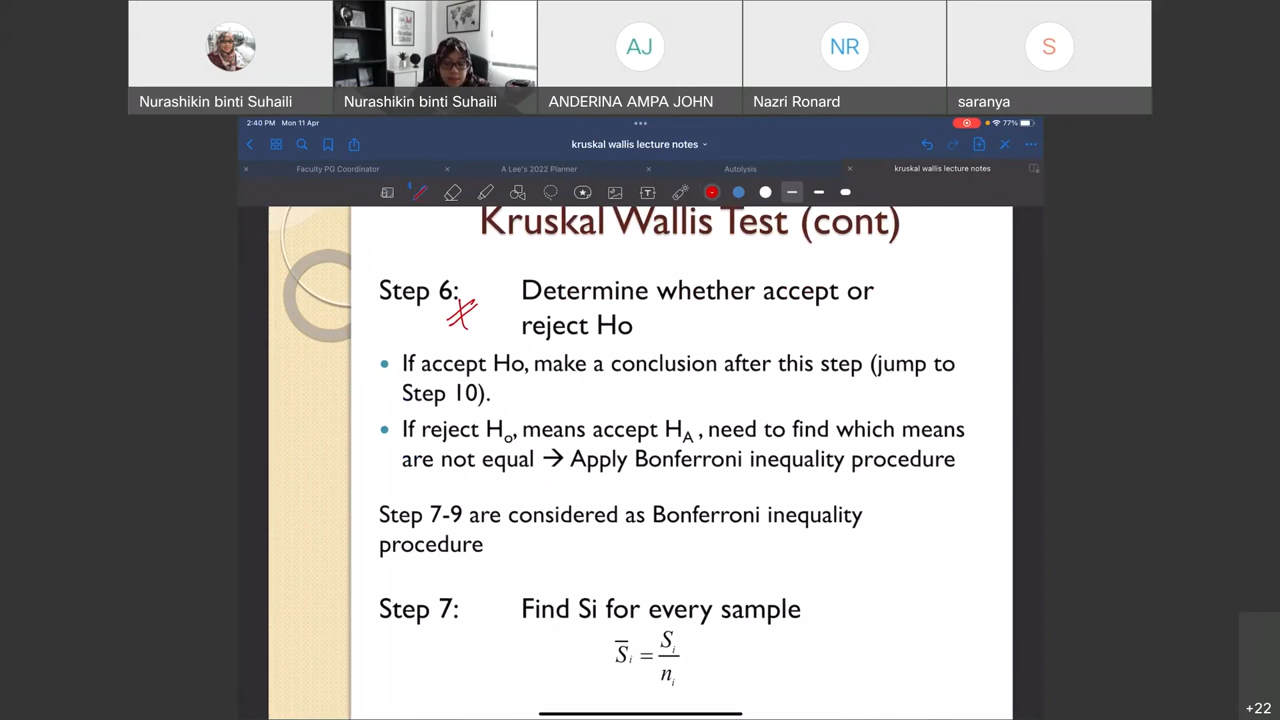 AJ
NR
S
Nurashikin binti Suhaili
Nurashikin binti Suhaili
ANDERINA AMPA JOHN
Nazri Ronard
saranya
2:40 PM Mon 11 Apr
77%
kruskal wallis lecture notes
Faculty PG Coordinator
A Lee's 2022 Planner
Autolysis
kruskal wallis lecture notes
Kruskal Wallis Test (cont)
Step 6: Determine whether accept or
reject Ho
• If accept Ho, make a conclusion after this step (jump to
Step 10).
• If reject Ho, means accept HA , need to find which means
are not equal → Apply Bonferroni inequality procedure
Step 7-9 are considered as Bonferroni inequality
procedure
Step 7: Find Si for every sample
S̅i = Si / ni
+22